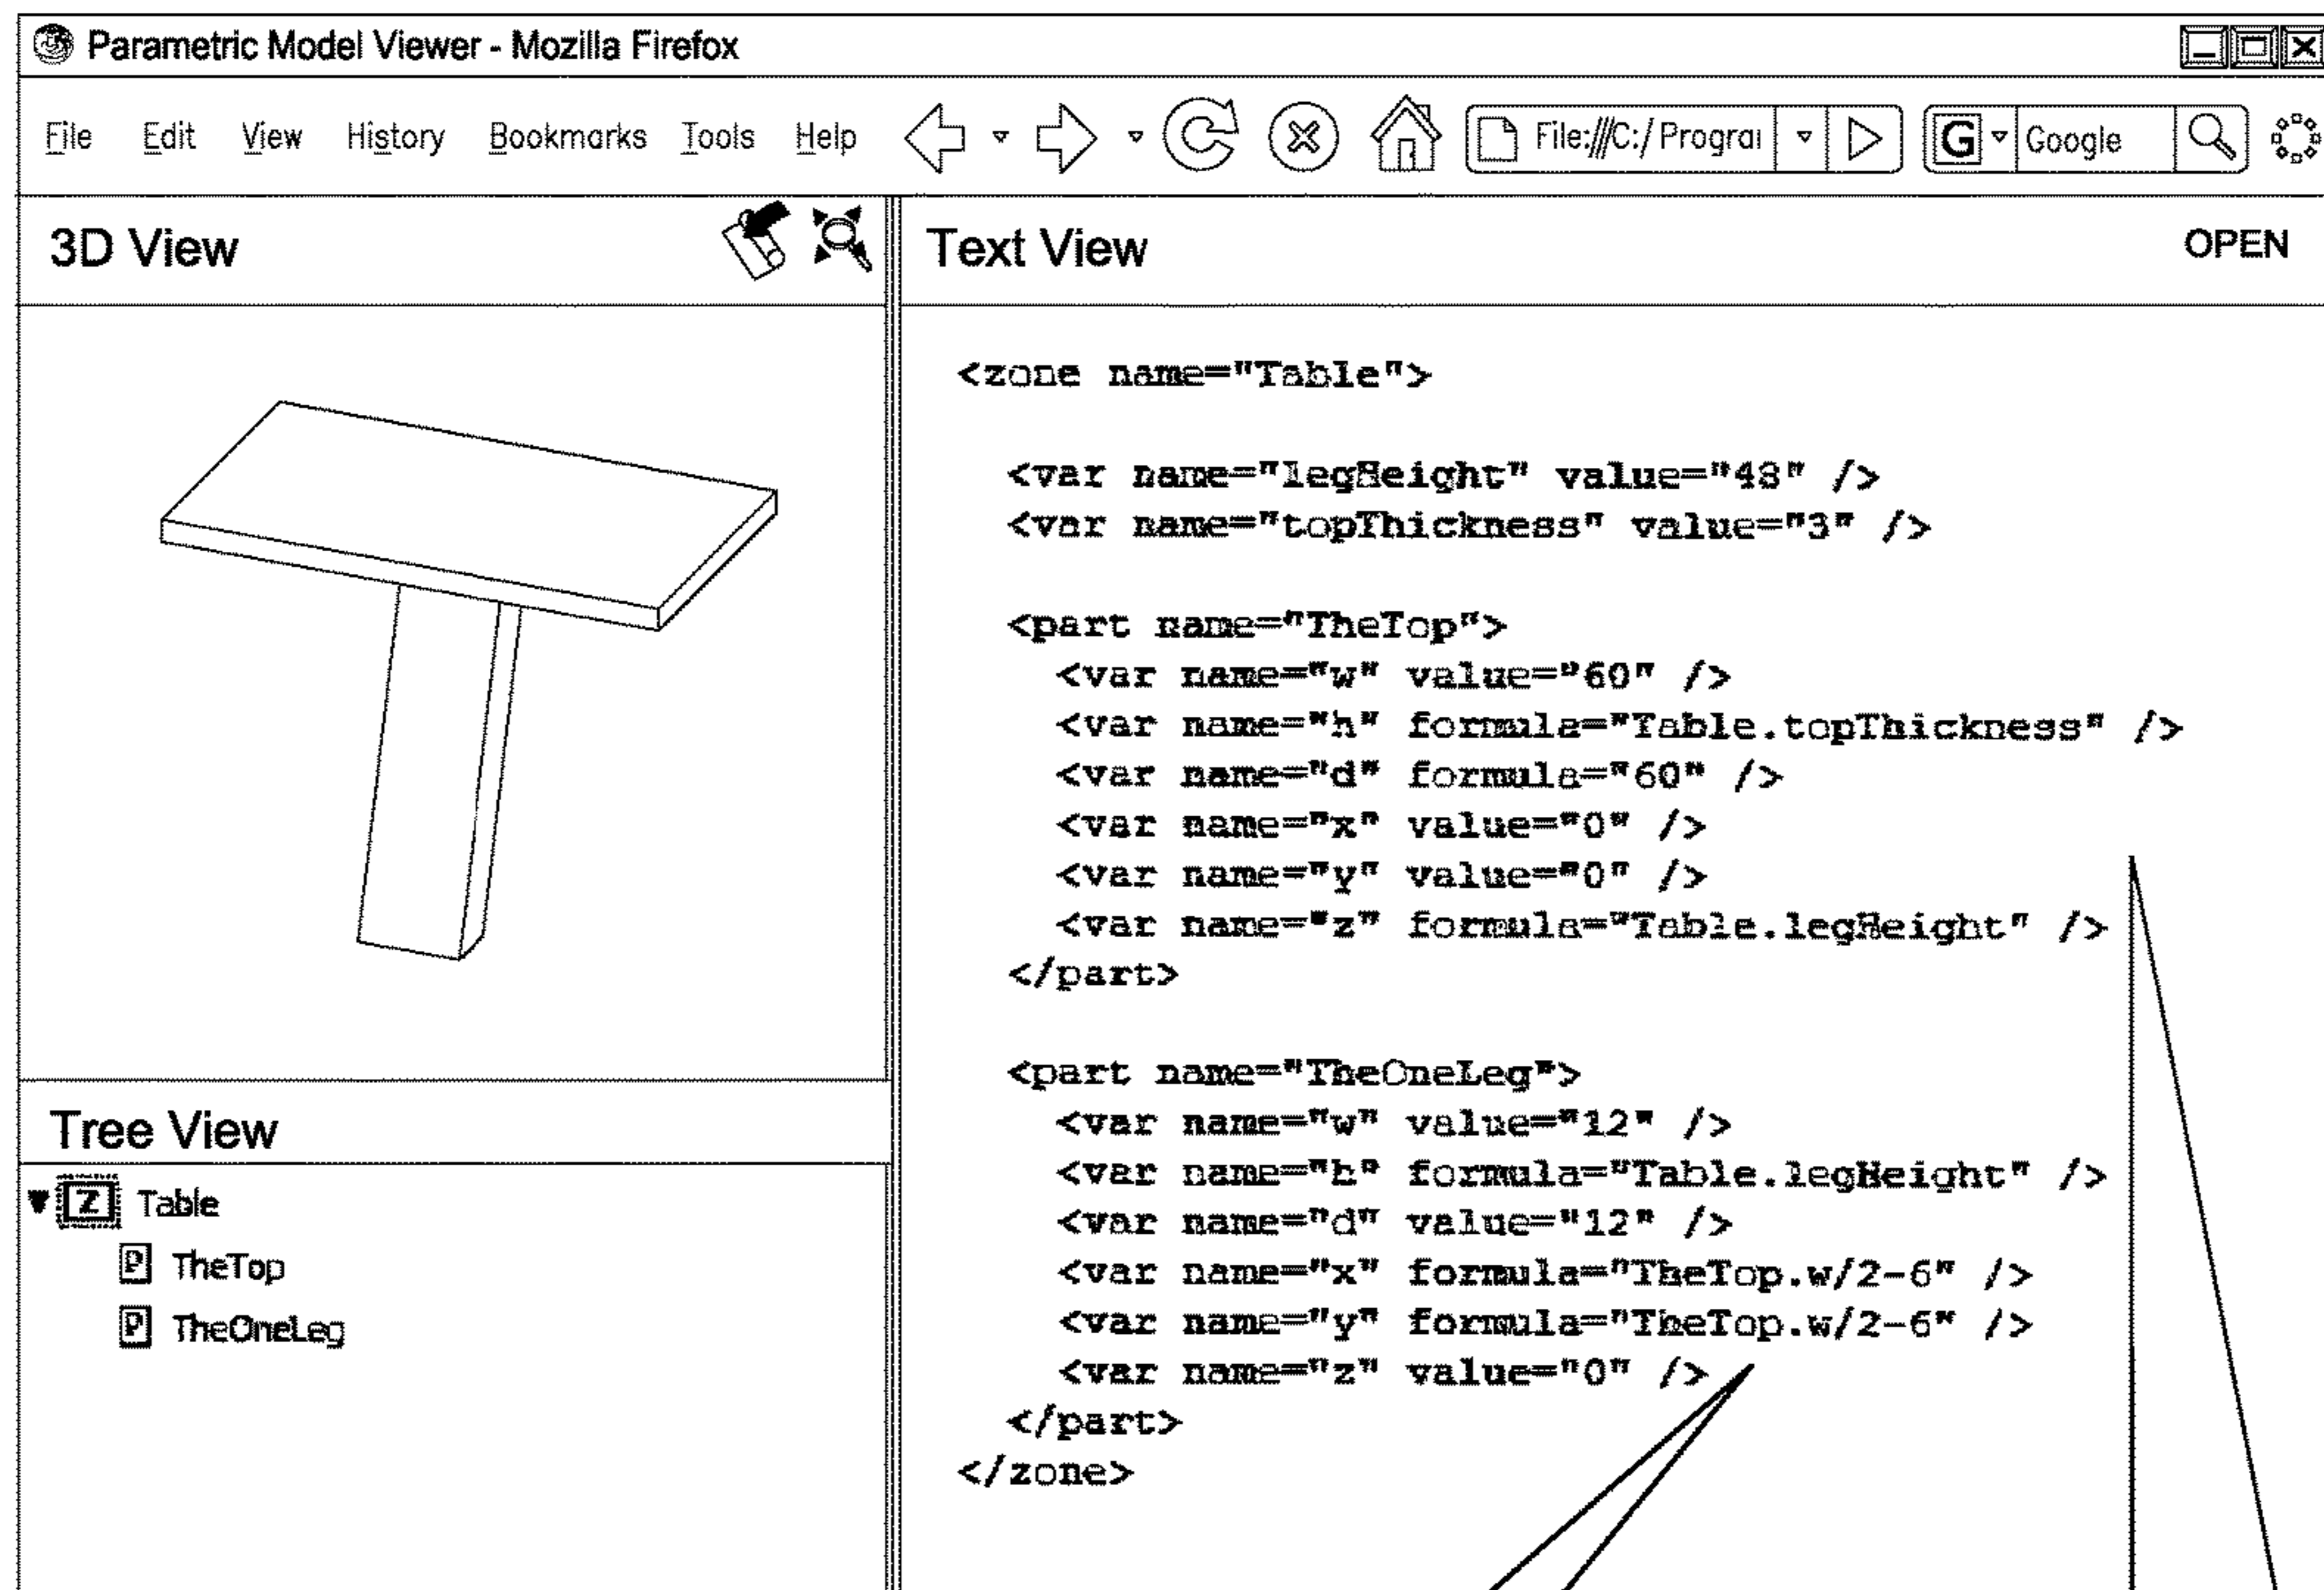 Parametric Model Viewer - Mozilla Firefox
File Edit View History Bookmarks Tools Help File:///C:/ Prograi G Google
3D View
Text View OPEN
<zone name="Table">
<var name="legHeight" value="48" />
<var name="topThickness" value="3" />
<part name="TheTop">
<var name="w" value="60" />
<var name="h" formula="Table.topThickness" />
<var name="d" formula="60" />
<var name="x" value="0" />
<var name="y" value="0" />
<var name="z" formula="Table.legHeight" />
</part>
<part name="TheOneLeg">
<var name="w" value="12" />
<var name="h" formula="Table.legHeight" />
<var name="d" value="12" />
<var name="x" formula="TheTop.w/2-6" />
<var name="y" formula="TheTop.w/2-6" />
<var name="z" value="0" />
</part>
</zone>
Tree View
Z Table
P TheTop
P TheOneLeg